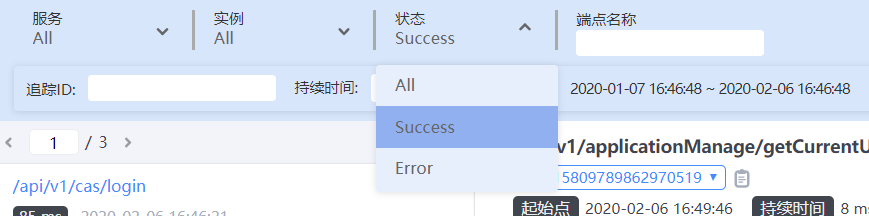 服务 实例 状态 端点名称
All All Success
追踪ID: 持续时间: 2020-01-07 16:46:48 ~ 2020-02-06 16:46:48
All
Success
Error
1 / 3
v1/applicationManage/getCurrentU
/api/v1/cas/login
5809789862970519
85 ms 2020-02-06 16:46:21
起始点 2020-02-06 16:49:46 持续时间 8 ms